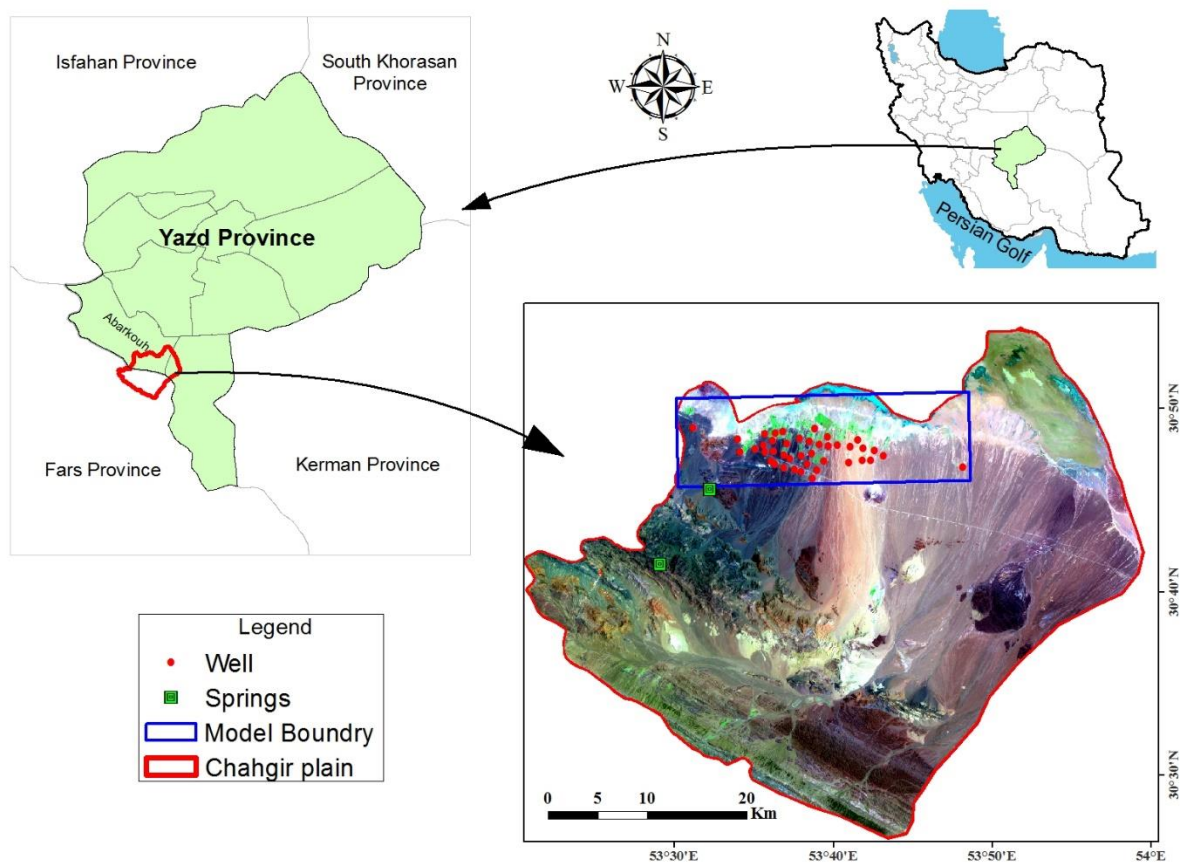 Isfahan Province
South Khorasan
Province
Yazd Province
Abarkouh
Fars Province
Kerman Province
N
W
E
S
Persian Golf
Legend
Well
Springs
Model Boundry
Chahgir plain
0
5
10
20
Km
30°50'N
30°40'N
30°30'N
53°30'E
53°40'E
53°50'E
54°E